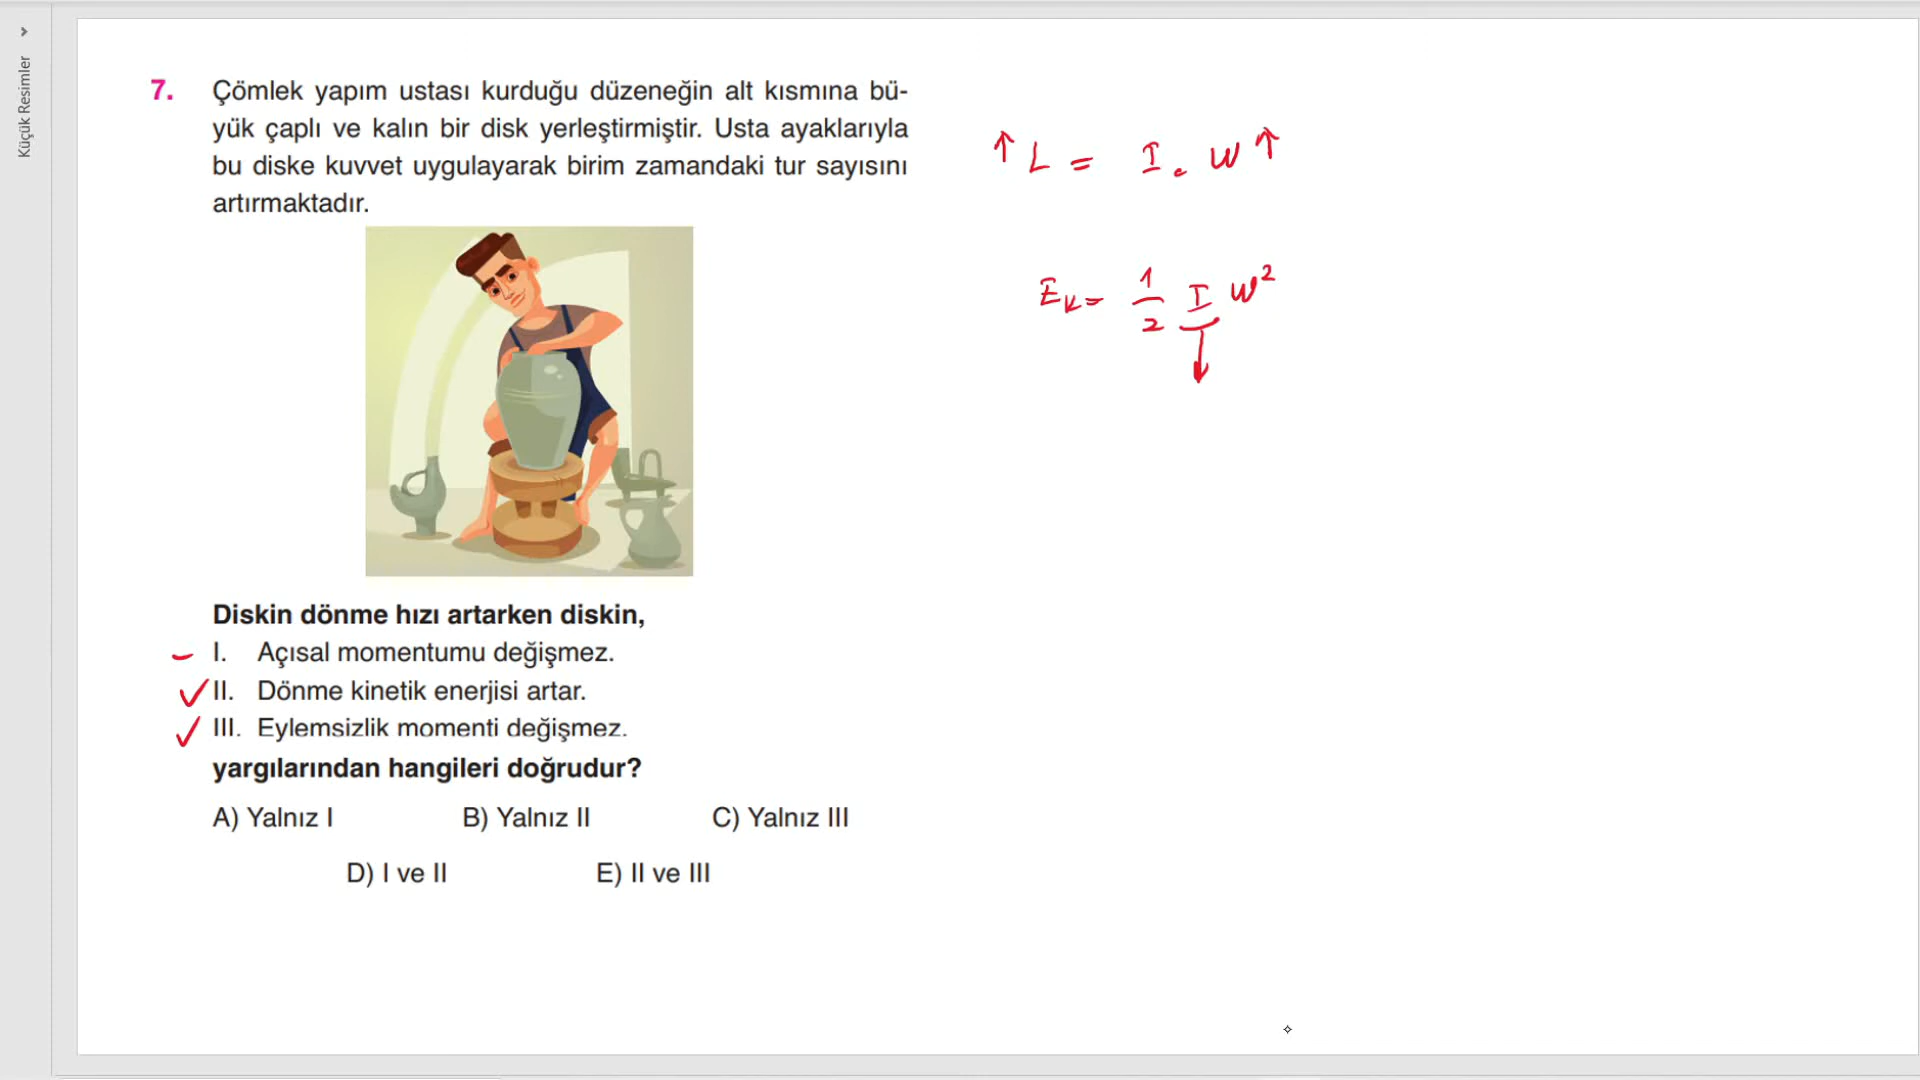 Küçük Resimler
7. Çömlek yapım ustası kurduğu düzeneğin alt kısmına bü-
yük çaplı ve kalın bir disk yerleştirmiştir. Usta ayaklarıyla
bu diske kuvvet uygulayarak birim zamandaki tur sayısını
artırmaktadır.
↑ L = I . W ↑
Ek = 1/2 I W²
Diskin dönme hızı artarken diskin,
I. Açısal momentumu değişmez.
II. Dönme kinetik enerjisi artar.
III. Eylemsizlik momenti değişmez.
yargılarından hangileri doğrudur?
A) Yalnız I B) Yalnız II C) Yalnız III
D) I ve II E) II ve III